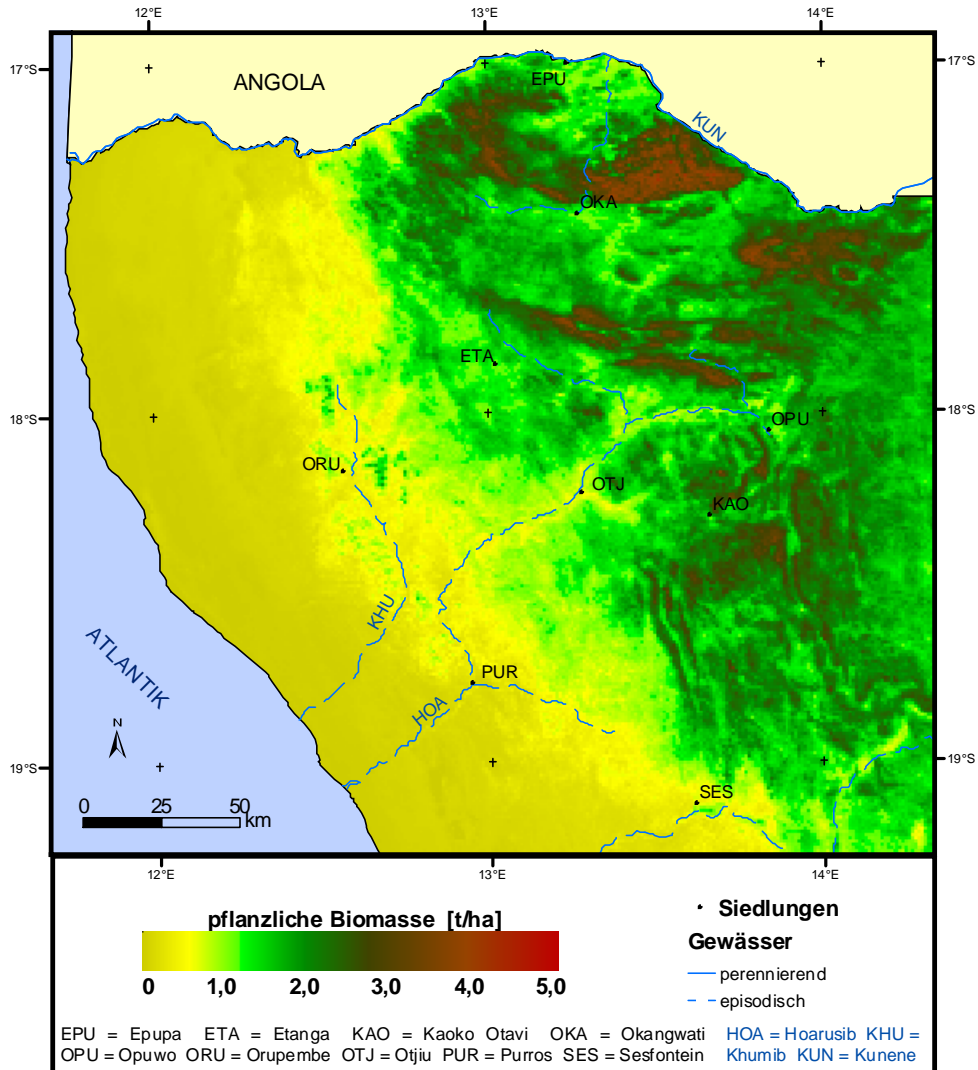 12°E 13°E 14°E
17°S 17°S
ANGOLA
EPU
KUN
OKA
ETA
18°S 18°S
OPU
ORU
OTJ
KAO
KHU
ATLANTIK
PUR
HOA
N
19°S 19°S
SES
0 25 50
km
12°E 13°E 14°E
pflanzliche Biomasse [t/ha]
0 1,0 2,0 3,0 4,0 5,0
Siedlungen
Gewässer
perennierend
episodisch
EPU = Epupa ETA = Etanga KAO = Kaoko Otavi OKA = Okangwati HOA = Hoarusib KHU =
OPU = Opuwo ORU = Orupembe OTJ = Otjiu PUR = Purros SES = Sesfontein Khumib KUN = Kunene